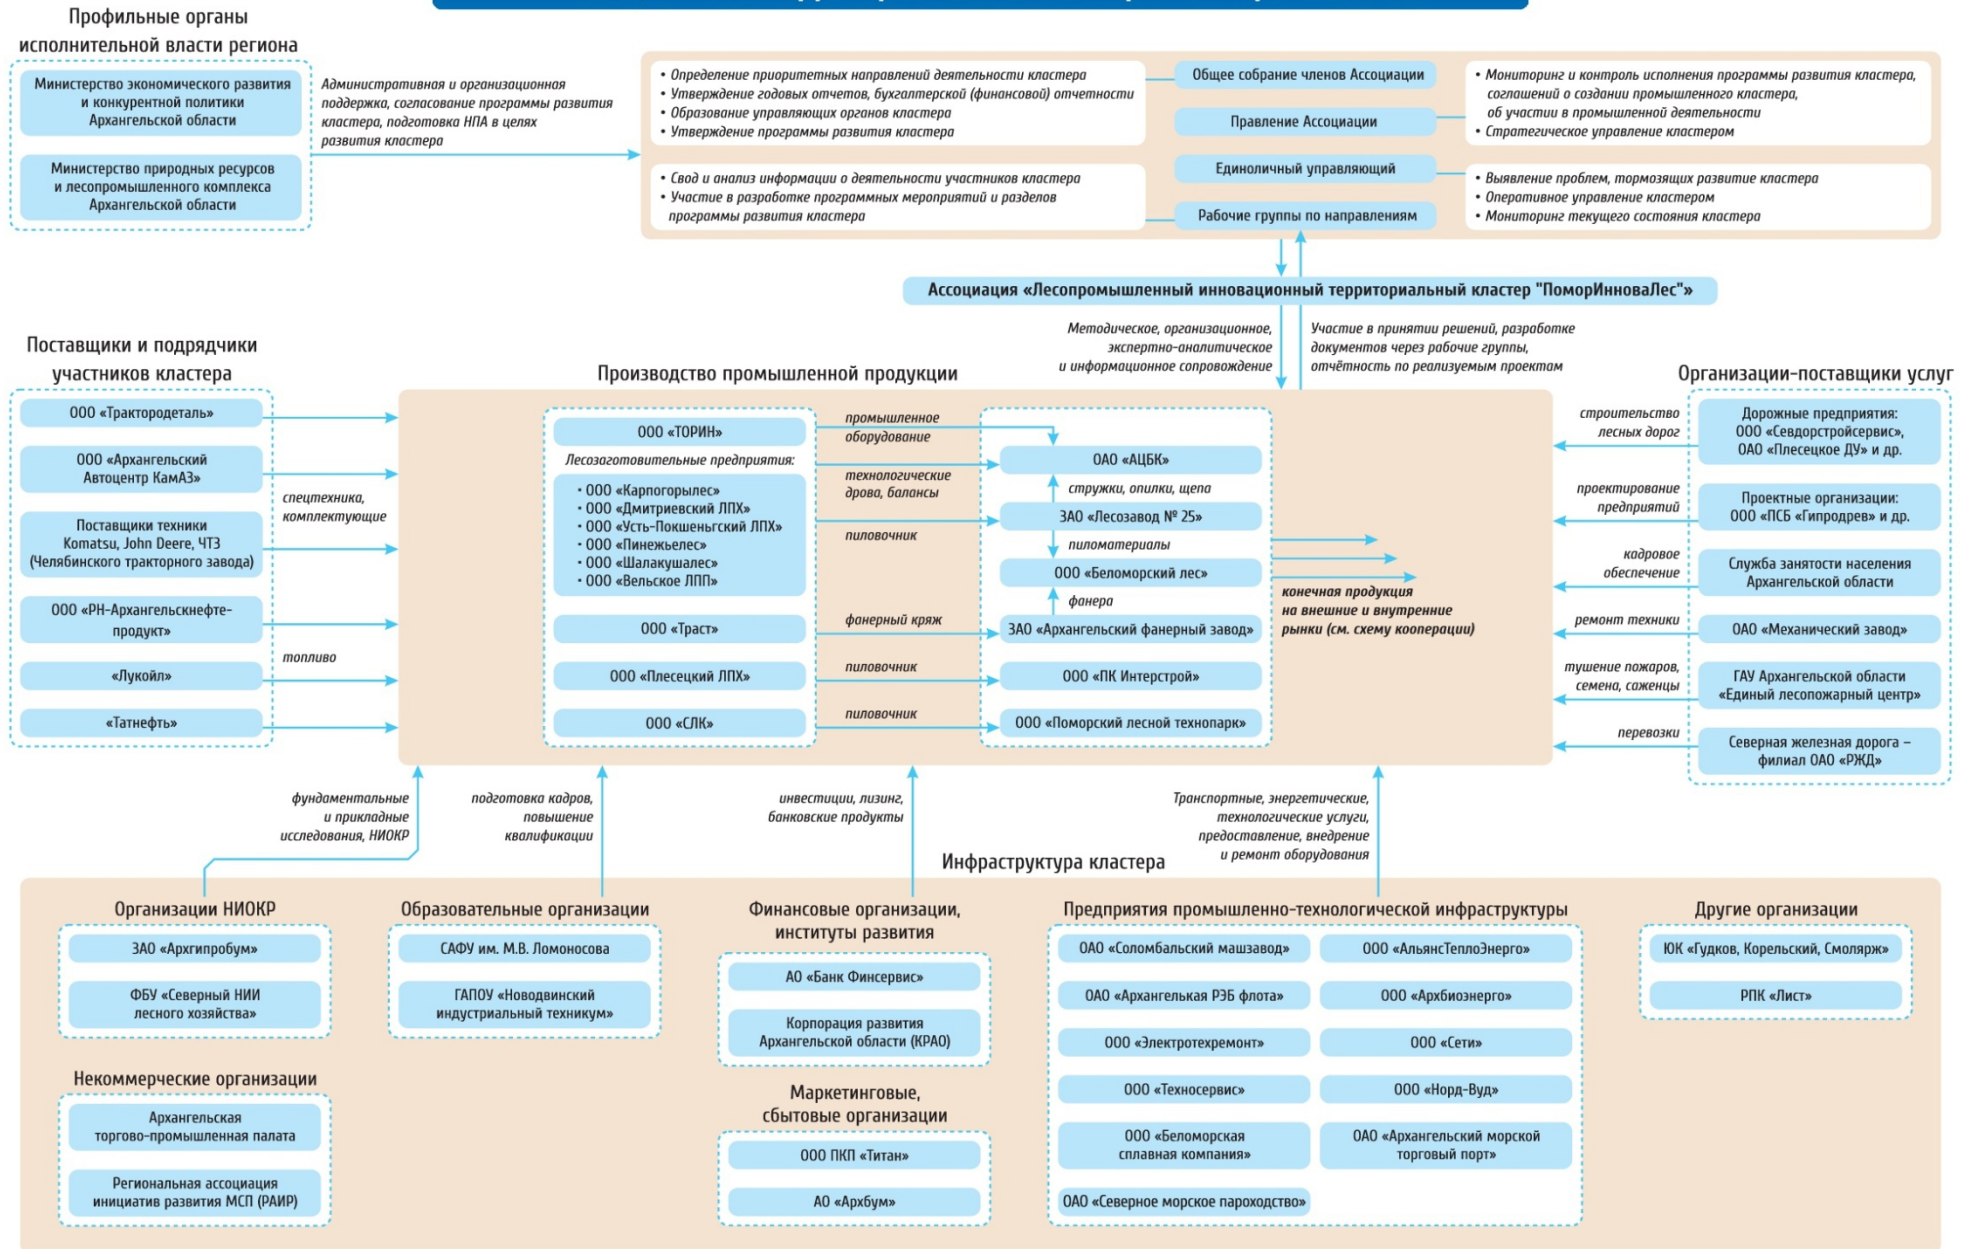 Профильные органы
исполнительной власти региона
Министерство экономического развития
и конкурентной политики
Архангельской области
Министерство природных ресурсов
и лесопромышленного комплекса
Архангельской области
Административная и организационная
поддержка, согласование программы развития
кластера, подготовка НПА в целях
развития кластера
• Определение приоритетных направлений деятельности кластера
• Утверждение годовых отчетов, бухгалтерской (финансовой) отчетности
• Образование управляющих органов кластера
• Утверждение программы развития кластера
• Свод и анализ информации о деятельности участников кластера
• Участие в разработке программных мероприятий и разделов
программы развития кластера
Общее собрание членов Ассоциации
Правление Ассоциации
Единоличный управляющий
Рабочие группы по направлениям
• Мониторинг и контроль исполнения программы развития кластера,
соглашений о создании промышленного кластера,
об участии в промышленной деятельности
• Стратегическое управление кластером
• Выявление проблем, тормозящих развитие кластера
• Оперативное управление кластером
• Мониторинг текущего состояния кластера
Ассоциация «Лесопромышленный инновационный территориальный кластер "ПоморИнноваЛес"»
Методическое, организационное,
экспертно-аналитическое
и информационное сопровождение
Участие в принятии решений, разработке
документов через рабочие группы,
отчётность по реализуемым проектам
Поставщики и подрядчики
участников кластера
ООО «Трактородеталь»
ООО «Архангельский
Автоцентр КамАЗ»
Поставщики техники
Komatsu, John Deere, ЧТЗ
(Челябинского тракторного завода)
ООО «РН-Архангельскнефте-
продукт»
«Лукойл»
«Татнефть»
спецтехника,
комплектующие
топливо
Производство промышленной продукции
ООО «ТОРИН»
Лесозаготовительные предприятия:
• ООО «Карпогорылес»
• ООО «Дмитриевский ЛПХ»
• ООО «Усть-Покшеньгский ЛПХ»
• ООО «Пинежьелес»
• ООО «Шалакушалес»
• ООО «Вельское ЛПП»
ООО «Траст»
ООО «Плесецкий ЛПХ»
ООО «СЛК»
промышленное
оборудование
технологические
дрова, балансы
пиловочник
фанерный кряж
пиловочник
пиловочник
ОАО «АЦБК»
стружки, опилки, щепа
ЗАО «Лесозавод № 25»
пиломатериалы
ООО «Беломорский лес»
фанера
ЗАО «Архангельский фанерный завод»
ООО «ПК Интерстрой»
ООО «Поморский лесной технопарк»
конечная продукция
на внешние и внутренние
рынки (см. схему кооперации)
Организации-поставщики услуг
строительство
лесных дорог
проектирование
предприятий
кадровое
обеспечение
ремонт техники
тушение пожаров,
семена, саженцы
перевозки
Дорожные предприятия:
ООО «Севдорстройсервис»,
ОАО «Плесецкое ДУ» и др.
Проектные организации:
ООО «ПСБ «Гипродрев» и др.
Служба занятости населения
Архангельской области
ОАО «Механический завод»
ГАУ Архангельской области
«Единый лесопожарный центр»
Северная железная дорога –
филиал ОАО «РЖД»
фундаментальные
и прикладные
исследования, НИОКР
подготовка кадров,
повышение
квалификации
инвестиции, лизинг,
банковские продукты
Транспортные, энергетические,
технологические услуги,
предоставление, внедрение
и ремонт оборудования
Инфраструктура кластера
Организации НИОКР
ЗАО «Архгипробум»
ФБУ «Северный НИИ
лесного хозяйства»
Некоммерческие организации
Архангельская
торгово-промышленная палата
Региональная ассоциация
инициатив развития МСП (РАИР)
Образовательные организации
САФУ им. М.В. Ломоносова
ГАПОУ «Новодвинский
индустриальный техникум»
Финансовые организации,
институты развития
АО «Банк Финсервис»
Корпорация развития
Архангельской области (КРАО)
Маркетинговые,
сбытовые организации
ООО ПКП «Титан»
АО «Архбум»
Предприятия промышленно-технологической инфраструктуры
ОАО «Соломбальский машзавод»
ОАО «Архангелькая РЭБ флота»
ООО «Электротехремонт»
ООО «Техносервис»
ООО «Беломорская
сплавная компания»
ОАО «Северное морское пароходство»
ООО «АльянсТеплоЭнерго»
ООО «Архбиоэнерго»
ООО «Сети»
ООО «Норд-Вуд»
ОАО «Архангельский морской
торговый порт»
Другие организации
ЮК «Гудков, Корельский, Смолярж»
РПК «Лист»